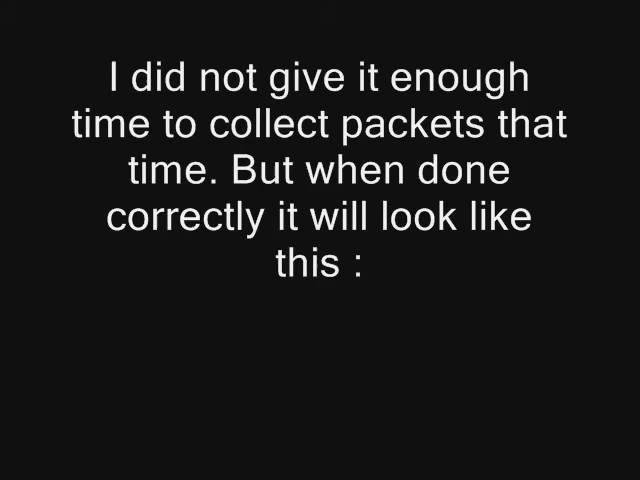 I did not give it enough
time to collect packets that
time. But when done
correctly it will look like
this :